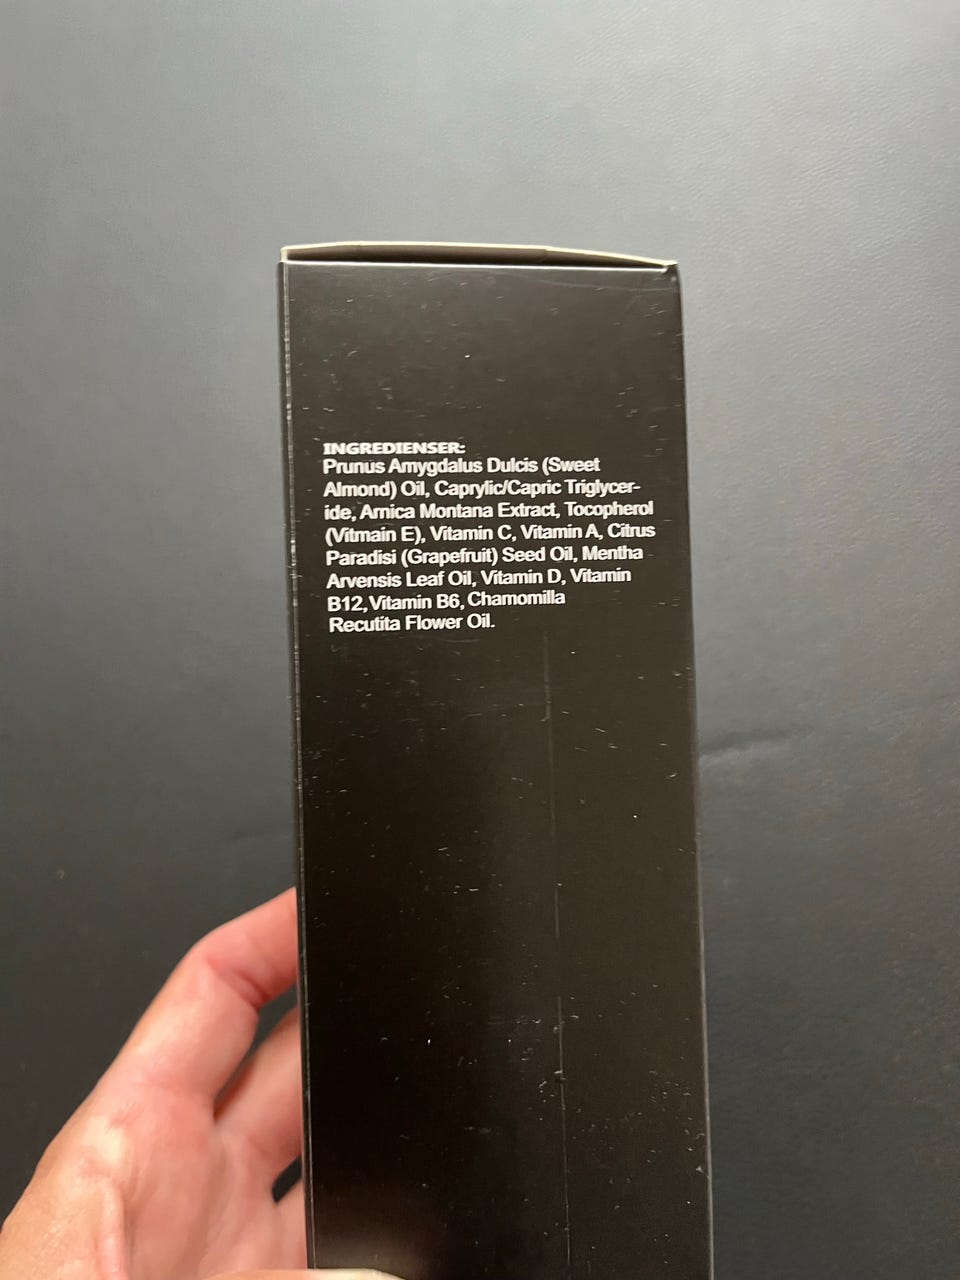 INGREDIENSER:
Prunus Amygdalus Dulcis (Sweet
Almond) Oil, Caprylic/Capric Triglycer-
ide, Arnica Montana Extract, Tocopherol
(Vitmain E), Vitamin C, Vitamin A, Citrus
Paradisi (Grapefruit) Seed Oil, Mentha
Arvensis Leaf Oil, Vitamin D, Vitamin
B12, Vitamin B6, Chamomilla
Recutita Flower Oil.